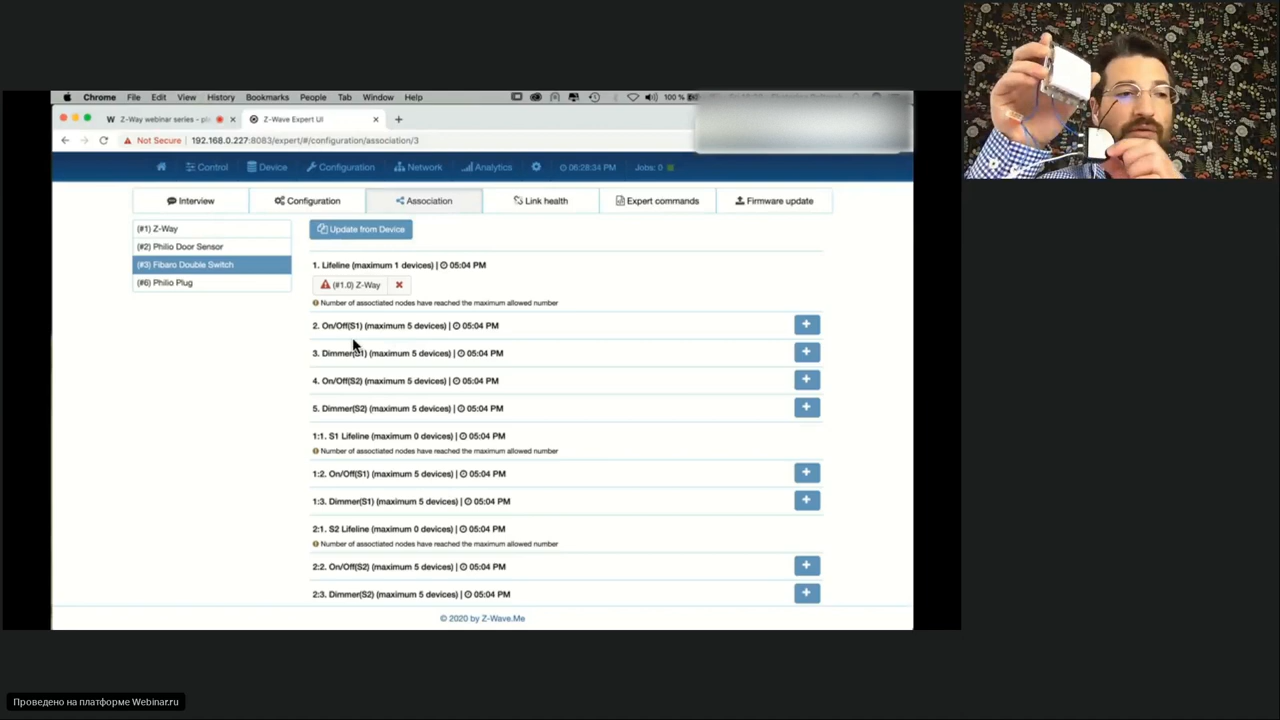 Chrome File Edit View History Bookmarks People Tab Window Help 100 %
W Z-Way webinar series - pl
Z-Wave Expert UI
Not Secure | 192.168.0.227:8083/expert/#/configuration/association/3
Control Device Configuration Network Analytics 06:28:34 PM Jobs: 0
Interview Configuration Association Link health Expert commands Firmware update
(#1) Z-Way
(#2) Philio Door Sensor
(#3) Fibaro Double Switch
(#6) Philio Plug
Update from Device
1. Lifeline (maximum 1 devices) | 05:04 PM
(#1.0) Z-Way
Number of assoctiated nodes have reached the maximum allowed number
2. On/Off(S1) (maximum 5 devices) | 05:04 PM
3. Dimmer(S1) (maximum 5 devices) | 05:04 PM
4. On/Off(S2) (maximum 5 devices) | 05:04 PM
5. Dimmer(S2) (maximum 5 devices) | 05:04 PM
1:1. S1 Lifeline (maximum 0 devices) | 05:04 PM
Number of assoctiated nodes have reached the maximum allowed number
1:2. On/Off(S1) (maximum 5 devices) | 05:04 PM
1:3. Dimmer(S1) (maximum 5 devices) | 05:04 PM
2:1. S2 Lifeline (maximum 0 devices) | 05:04 PM
Number of assoctiated nodes have reached the maximum allowed number
2:2. On/Off(S2) (maximum 5 devices) | 05:04 PM
2:3. Dimmer(S2) (maximum 5 devices) | 05:04 PM
© 2020 by Z-Wave.Me
Проведено на платформе Webinar.ru